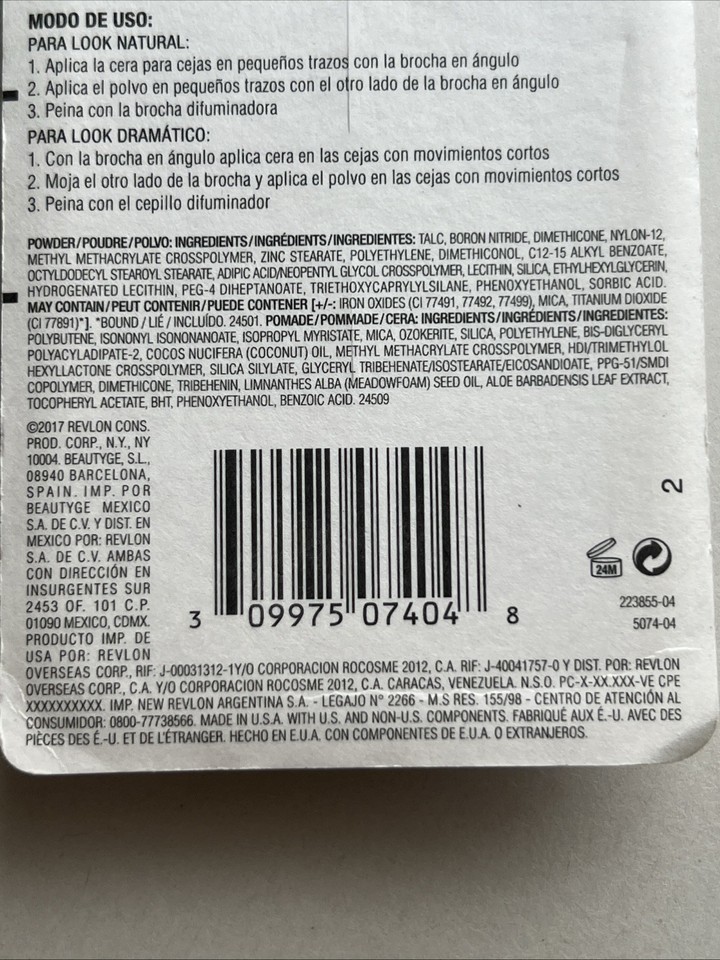 MODO DE USO:
PARA LOOK NATURAL:
1. Aplica la cera para cejas en pequeños trazos con la brocha en ángulo
2. Aplica el polvo en pequeños trazos con el otro lado de la brocha en ángulo
3. Peina con la brocha difuminadora
PARA LOOK DRAMÁTICO:
1. Con la brocha en ángulo aplica cera en las cejas con movimientos cortos
2. Moja el otro lado de la brocha y aplica el polvo en las cejas con movimientos cortos
3. Peina con el cepillo difuminador
POWDER/POUDRE/POLVO: INGREDIENTS/INGRÉDIENTS/INGREDIENTES: TALC, BORON NITRIDE, DIMETHICONE, NYLON-12,
METHYL METHACRYLATE CROSSPOLYMER, ZINC STEARATE, POLYETHYLENE, DIMETHICONOL, C12-15 ALKYL BENZOATE,
OCTYLDODECYL STEAROYL STEARATE, ADIPIC ACID/NEOPENTYL GLYCOL CROSSPOLYMER, LECITHIN, SILICA, ETHYLHEXYLGLYCERIN,
HYDROGENATED LECITHIN, PEG-4 DIHEPTANOATE, TRIETHOXYCAPRYLYLSILANE, PHENOXYETHANOL, SORBIC ACID.
MAY CONTAIN/PEUT CONTENIR/PUEDE CONTENER [+/-: IRON OXIDES (CI 77491, 77492, 77499), MICA, TITANIUM DIOXIDE
(CI 77891)*]. *BOUND / LIÉ / INCLUÍDO. 24501. POMADE/POMMADE/CERA: INGREDIENTS/INGRÉDIENTS/INGREDIENTES:
POLYBUTENE, ISONONYL ISONONANOATE, ISOPROPYL MYRISTATE, MICA, OZOKERITE, SILICA, POLYETHYLENE, BIS-DIGLYCERYL
POLYACYLADIPATE-2, COCOS NUCIFERA (COCONUT) OIL, METHYL METHACRYLATE CROSSPOLYMER, HDI/TRIMETHYLOL
HEXYLLACTONE CROSSPOLYMER, SILICA SILYLATE, GLYCERYL TRIBEHENATE/ISOSTEARATE/EICOSANDIOATE, PPG-51/SMDI
COPOLYMER, DIMETHICONE, TRIBEHENIN, LIMNANTHES ALBA (MEADOWFOAM) SEED OIL, ALOE BARBADENSIS LEAF EXTRACT,
TOCOPHERYL ACETATE, BHT, PHENOXYETHANOL, BENZOIC ACID. 24509
©2017 REVLON CONS.
PROD. CORP., N.Y., NY
10004. BEAUTYGE, S.L.,
08940 BARCELONA,
SPAIN. IMP. POR
BEAUTYGE MEXICO
S.A. DE C.V. Y DIST. EN
MEXICO POR: REVLON
S.A. DE C.V. AMBAS
CON DIRECCIÓN EN
INSURGENTES SUR
2453 OF. 101 C.P.
01090 MEXICO, CDMX.
PRODUCTO IMP. DE
USA POR: REVLON
OVERSEAS CORP., RIF: J-00031312-1Y/O CORPORACION ROCOSME 2012, C.A. RIF: J-40041757-0 Y DIST. POR: REVLON
OVERSEAS CORP., C.A. Y/O CORPORACION ROCOSME 2012, C.A. CARACAS, VENEZUELA. N.S.O. PC-X-XX.XXX-VE CPE
XXXXXXXXXX. IMP. NEW REVLON ARGENTINA S.A. - LEGAJO Nº 2266 - M.S RES. 155/98 - CENTRO DE ATENCIÓN AL
CONSUMIDOR: 0800-77738566. MADE IN U.S.A. WITH U.S. AND NON-U.S. COMPONENTS. FABRIQUÉ AUX É.-U. AVEC DES
PIÈCES DES É.-U. ET DE L'ÉTRANGER. HECHO EN E.U.A. CON COMPONENTES DE E.U.A. O EXTRANJEROS.
3 09975 07404 8
2
24M
223855-04
5074-04